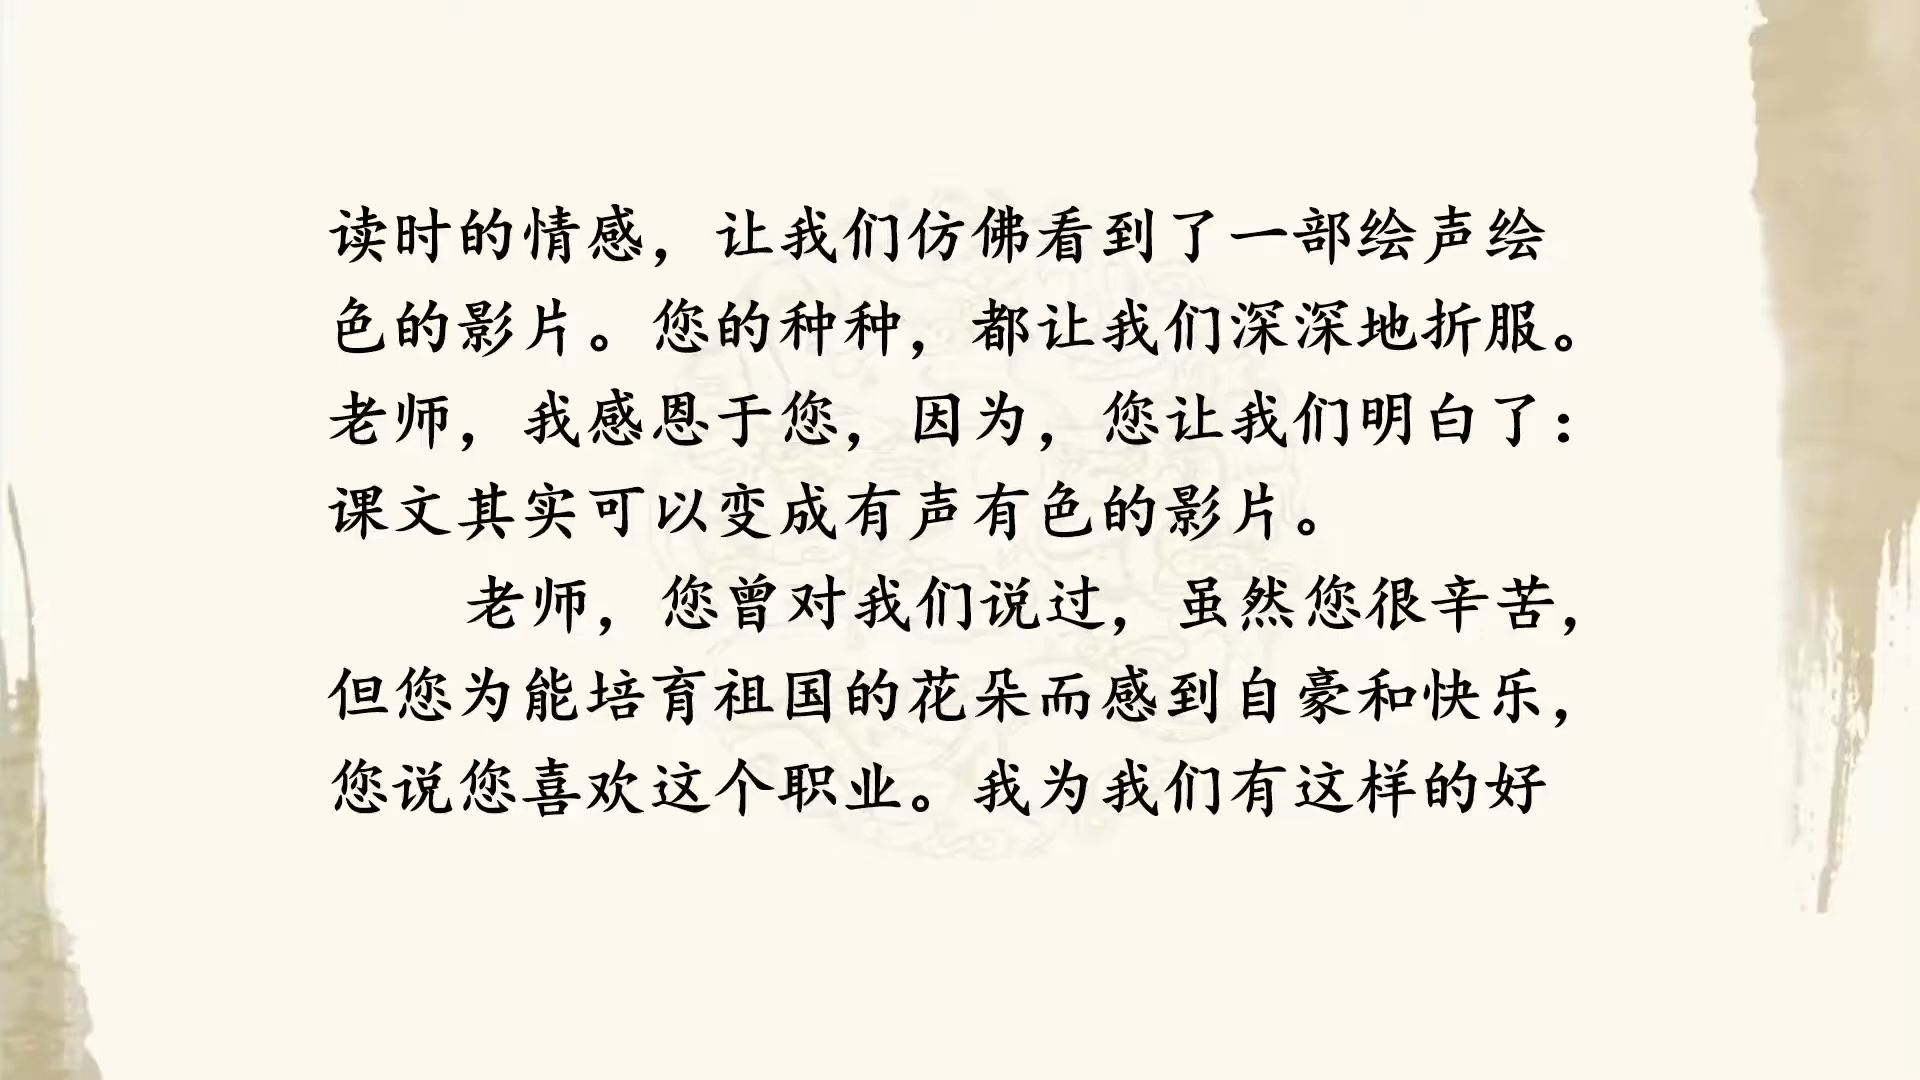 读时的情感，让我们仿佛看到了一部绘声绘
色的影片。您的种种，都让我们深深地折服。
老师，我感恩于您，因为，您让我们明白了：
课文其实可以变成有声有色的影片。
老师，您曾对我们说过，虽然您很辛苦，
但您为能培育祖国的花朵而感到自豪和快乐，
您说您喜欢这个职业。我为我们有这样的好